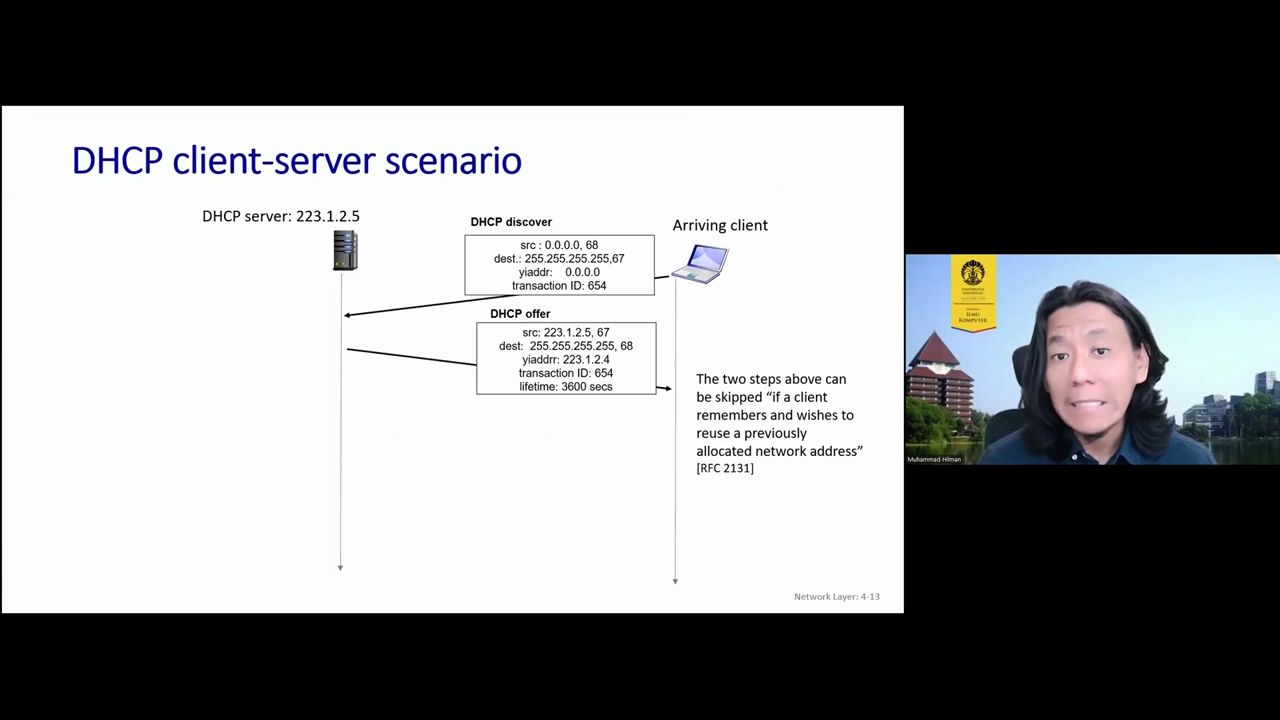 DHCP client-server scenario
DHCP server: 223.1.2.5
DHCP discover
src : 0.0.0.0, 68
dest.: 255.255.255.255,67
yiaddr: 0.0.0.0
transaction ID: 654
Arriving client
DHCP offer
src: 223.1.2.5, 67
dest: 255.255.255.255, 68
yiaddrr: 223.1.2.4
transaction ID: 654
lifetime: 3600 secs
The two steps above can
be skipped “if a client
remembers and wishes to
reuse a previously
allocated network address”
[RFC 2131]
Network Layer: 4-13
UNIVERSITAS
INDONESIA
ILMU
KOMPUTER
Muhammad Hilman